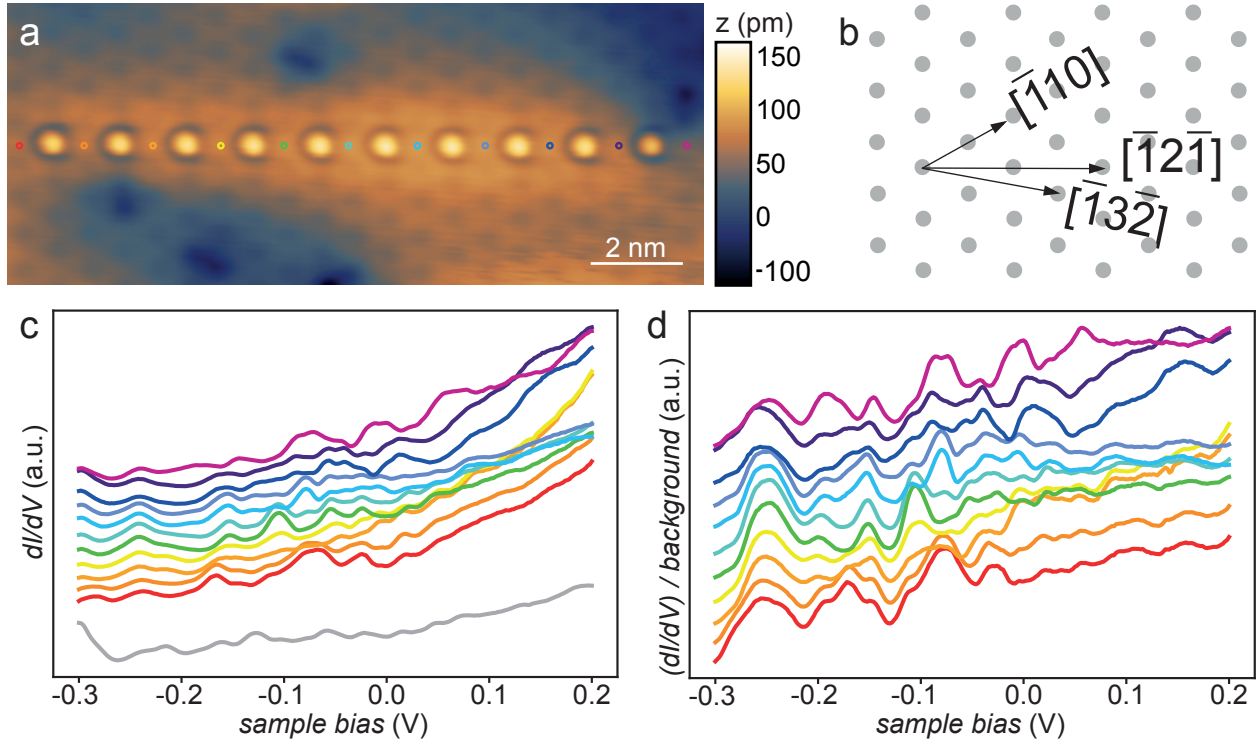 a
z (pm)
150
100
50
0
-100
2 nm
b
[1̅10]
[1̅21̅]
[1̅32̅]
c
dI/dV (a.u.)
-0.3 -0.2 -0.1 0.0 0.1 0.2
sample bias (V)
d
(dI/dV) / background (a.u.)
-0.3 -0.2 -0.1 0.0 0.1 0.2
sample bias (V)